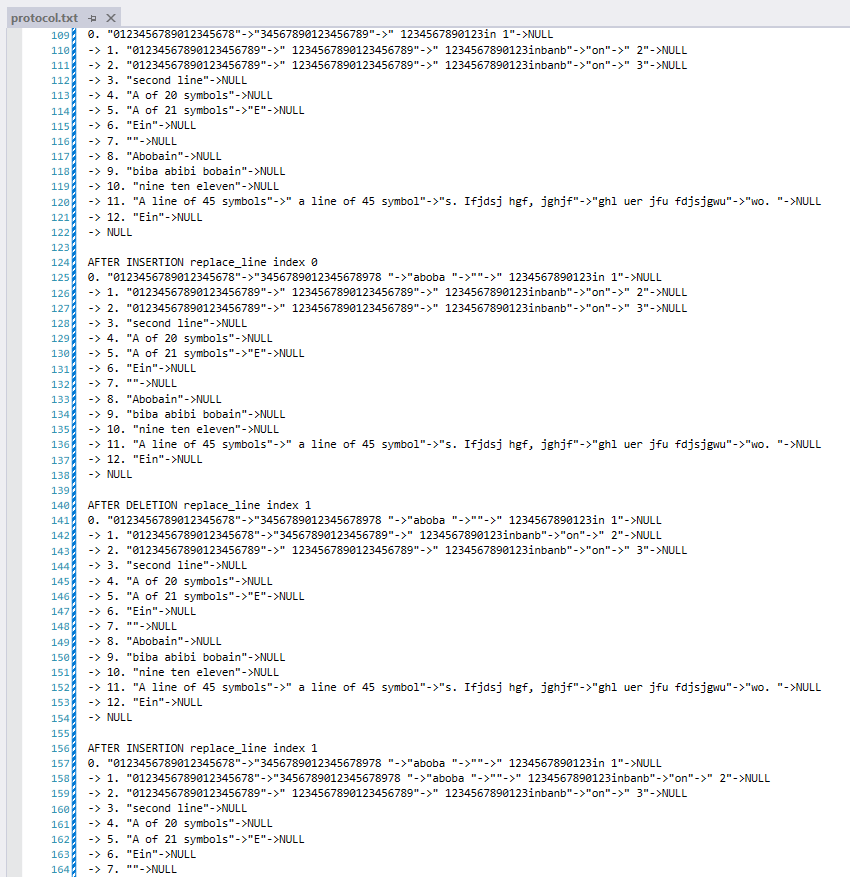 protocol.txt
109 0. "0123456789012345678"->"34567890123456789"->" 1234567890123in 1"->NULL
110 -> 1. "01234567890123456789"->" 1234567890123456789"->" 1234567890123inbanb"->"on"->" 2"->NULL
111 -> 2. "01234567890123456789"->" 1234567890123456789"->" 1234567890123inbanb"->"on"->" 3"->NULL
112 -> 3. "second line"->NULL
113 -> 4. "A of 20 symbols"->NULL
114 -> 5. "A of 21 symbols"->"E"->NULL
115 -> 6. "Ein"->NULL
116 -> 7. ""->NULL
117 -> 8. "Abobain"->NULL
118 -> 9. "biba abibi bobain"->NULL
119 -> 10. "nine ten eleven"->NULL
120 -> 11. "A line of 45 symbols"->" a line of 45 symbol"->"s. Ifjdsj hgf, jghjf"->"ghl uer jfu fdjsjgwu"->"wo. "->NULL
121 -> 12. "Ein"->NULL
122 -> NULL
123
124 AFTER INSERTION replace_line index 0
125 0. "0123456789012345678"->"3456789012345678978 "->"aboba "->""->" 1234567890123in 1"->NULL
126 -> 1. "01234567890123456789"->" 1234567890123456789"->" 1234567890123inbanb"->"on"->" 2"->NULL
127 -> 2. "01234567890123456789"->" 1234567890123456789"->" 1234567890123inbanb"->"on"->" 3"->NULL
128 -> 3. "second line"->NULL
129 -> 4. "A of 20 symbols"->NULL
130 -> 5. "A of 21 symbols"->"E"->NULL
131 -> 6. "Ein"->NULL
132 -> 7. ""->NULL
133 -> 8. "Abobain"->NULL
134 -> 9. "biba abibi bobain"->NULL
135 -> 10. "nine ten eleven"->NULL
136 -> 11. "A line of 45 symbols"->" a line of 45 symbol"->"s. Ifjdsj hgf, jghjf"->"ghl uer jfu fdjsjgwu"->"wo. "->NULL
137 -> 12. "Ein"->NULL
138 -> NULL
139
140 AFTER DELETION replace_line index 1
141 0. "0123456789012345678"->"3456789012345678978 "->"aboba "->""->" 1234567890123in 1"->NULL
142 -> 1. "0123456789012345678"->"34567890123456789"->" 1234567890123inbanb"->"on"->" 2"->NULL
143 -> 2. "01234567890123456789"->" 1234567890123456789"->" 1234567890123inbanb"->"on"->" 3"->NULL
144 -> 3. "second line"->NULL
145 -> 4. "A of 20 symbols"->NULL
146 -> 5. "A of 21 symbols"->"E"->NULL
147 -> 6. "Ein"->NULL
148 -> 7. ""->NULL
149 -> 8. "Abobain"->NULL
150 -> 9. "biba abibi bobain"->NULL
151 -> 10. "nine ten eleven"->NULL
152 -> 11. "A line of 45 symbols"->" a line of 45 symbol"->"s. Ifjdsj hgf, jghjf"->"ghl uer jfu fdjsjgwu"->"wo. "->NULL
153 -> 12. "Ein"->NULL
154 -> NULL
155
156 AFTER INSERTION replace_line index 1
157 0. "0123456789012345678"->"3456789012345678978 "->"aboba "->""->" 1234567890123in 1"->NULL
158 -> 1. "0123456789012345678"->"3456789012345678978 "->"aboba "->""->" 1234567890123inbanb"->"on"->" 2"->NULL
159 -> 2. "01234567890123456789"->" 1234567890123456789"->" 1234567890123inbanb"->"on"->" 3"->NULL
160 -> 3. "second line"->NULL
161 -> 4. "A of 20 symbols"->NULL
162 -> 5. "A of 21 symbols"->"E"->NULL
163 -> 6. "Ein"->NULL
164 -> 7. ""->NULL